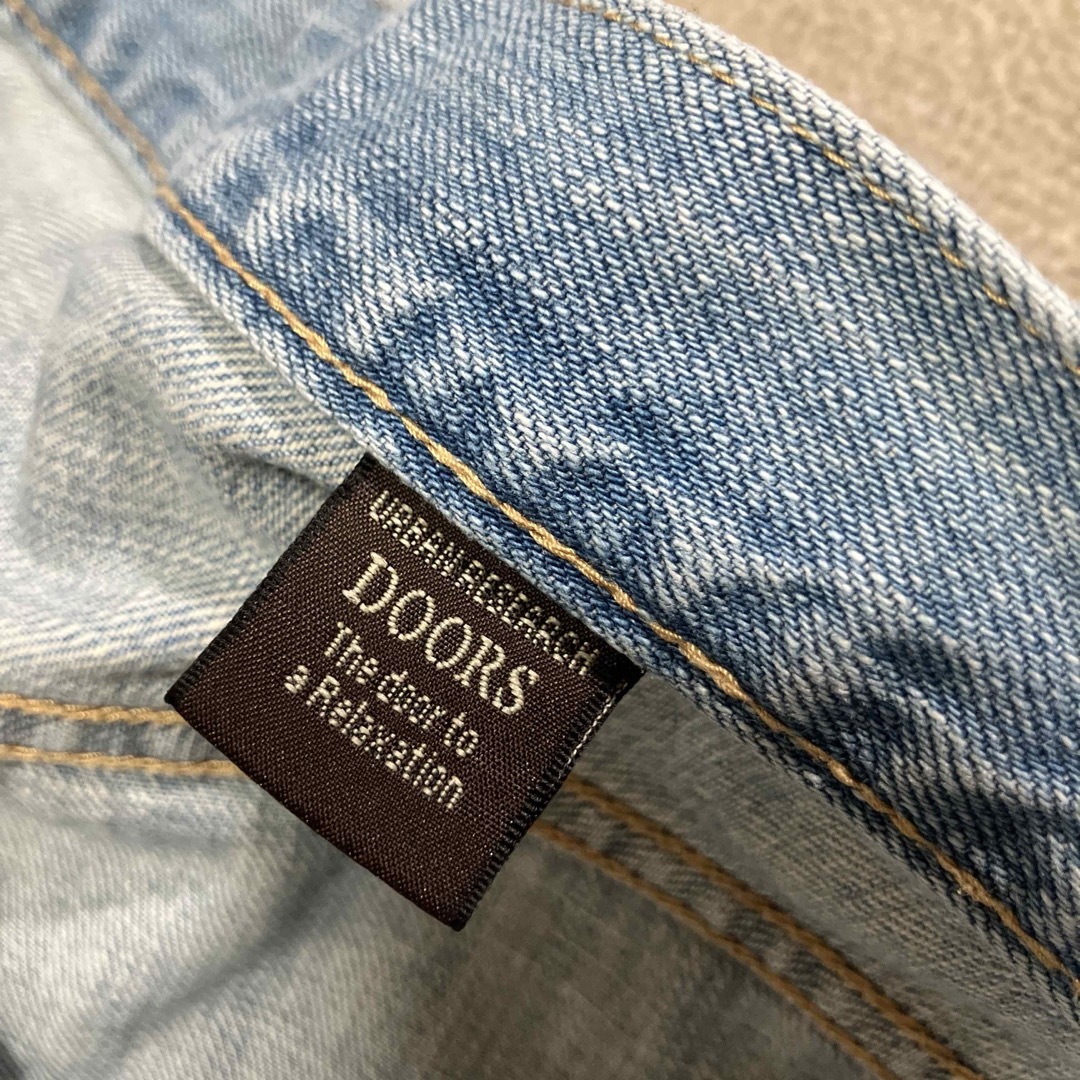 URBAN RESEARCH
DOORS
The door to
a Relaxation